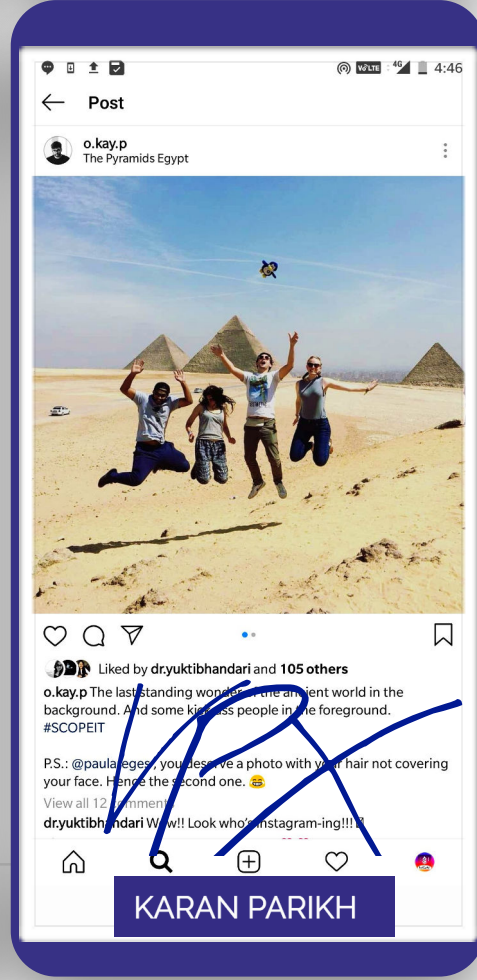 VoLTE 4G 4:46
Post
o.kay.p
The Pyramids Egypt
Liked by dr.yuktibhandari and 105 others
o.kay.p The last standing wonder of the ancient world in the
background. And some kickass people in the foreground.
#SCOPEIT
you deserve a photo with your hair not covering
your face. Hence the second one. 😂
View all 12 comments
dr.yuktibhandari Wow!! Look who's instagram-ing!!!
KARAN PARIKH